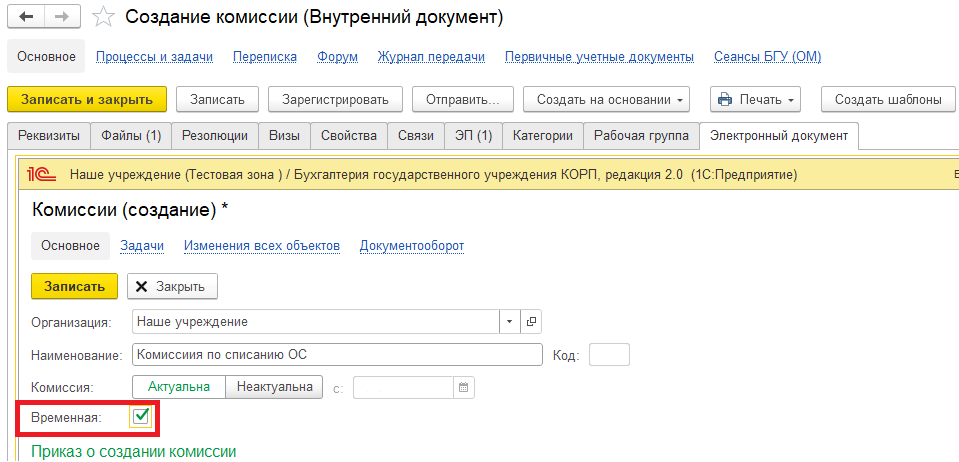 Создание комиссии (Внутренний документ)
Основное Процессы и задачи Переписка Форум Журнал передачи Первичные учетные документы Сеансы БГУ (ОМ)
Записать и закрыть Записать Зарегистрировать Отправить... Создать на основании Печать Создать шаблоны
Реквизиты Файлы (1) Резолюции Визы Свойства Связи ЭП (1) Категории Рабочая группа Электронный документ
1С Наше учреждение (Тестовая зона ) / Бухгалтерия государственного учреждения КОРП, редакция 2.0 (1С:Предприятие)
Комиссии (создание) *
Основное Задачи Изменения всех объектов Документооборот
Записать Закрыть
Организация: Наше учреждение
Наименование: Комиссиия по списанию ОС Код:
Комиссия: Актуальна Неактуальна с:
Временная:
Приказ о создании комиссии